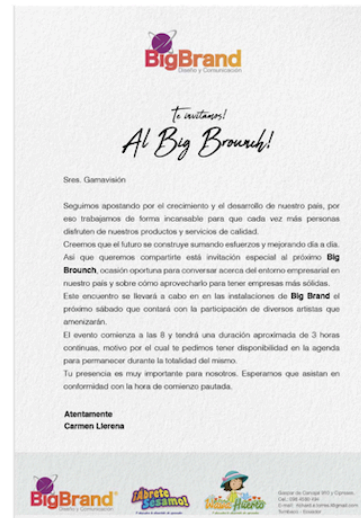 BigBrand
Diseño y Comunicación
Te invitamos!
Al Big Brounch!
Sres. Gamavisión
Seguimos apostando por el crecimiento y el desarrollo de nuestro país, por
eso trabajamos de forma incansable para que cada vez más personas
disfruten de nuestros productos y servicios de calidad.
Creemos que el futuro se construye sumando esfuerzos y mejorando día a día.
Asi que queremos compartirte está invitación especial al próximo Big
Brounch, ocasión oportuna para conversar acerca del entorno empresarial en
nuestro país y sobre cómo aprovecharlo para tener empresas más sólidas.
Este encuentro se llevará a cabo en en las instalaciones de Big Brand el
próximo sábado que contará con la participación de diversos artistas que
amenizarán.
El evento comienza a las 8 y tendrá una duración aproximada de 3 horas
continuas, motivo por el cual te pedimos tener disponibilidad en la agenda
para permanecer durante la totalidad del mismo.
Tu presencia es muy importante para nosotros. Esperamos que asistan en
conformidad con la hora de comienzo pautada.
Atentamente
Carmen Llerena
BigBrand
Diseño y Comunicación
Ábrete
Sésamo!
Huerto